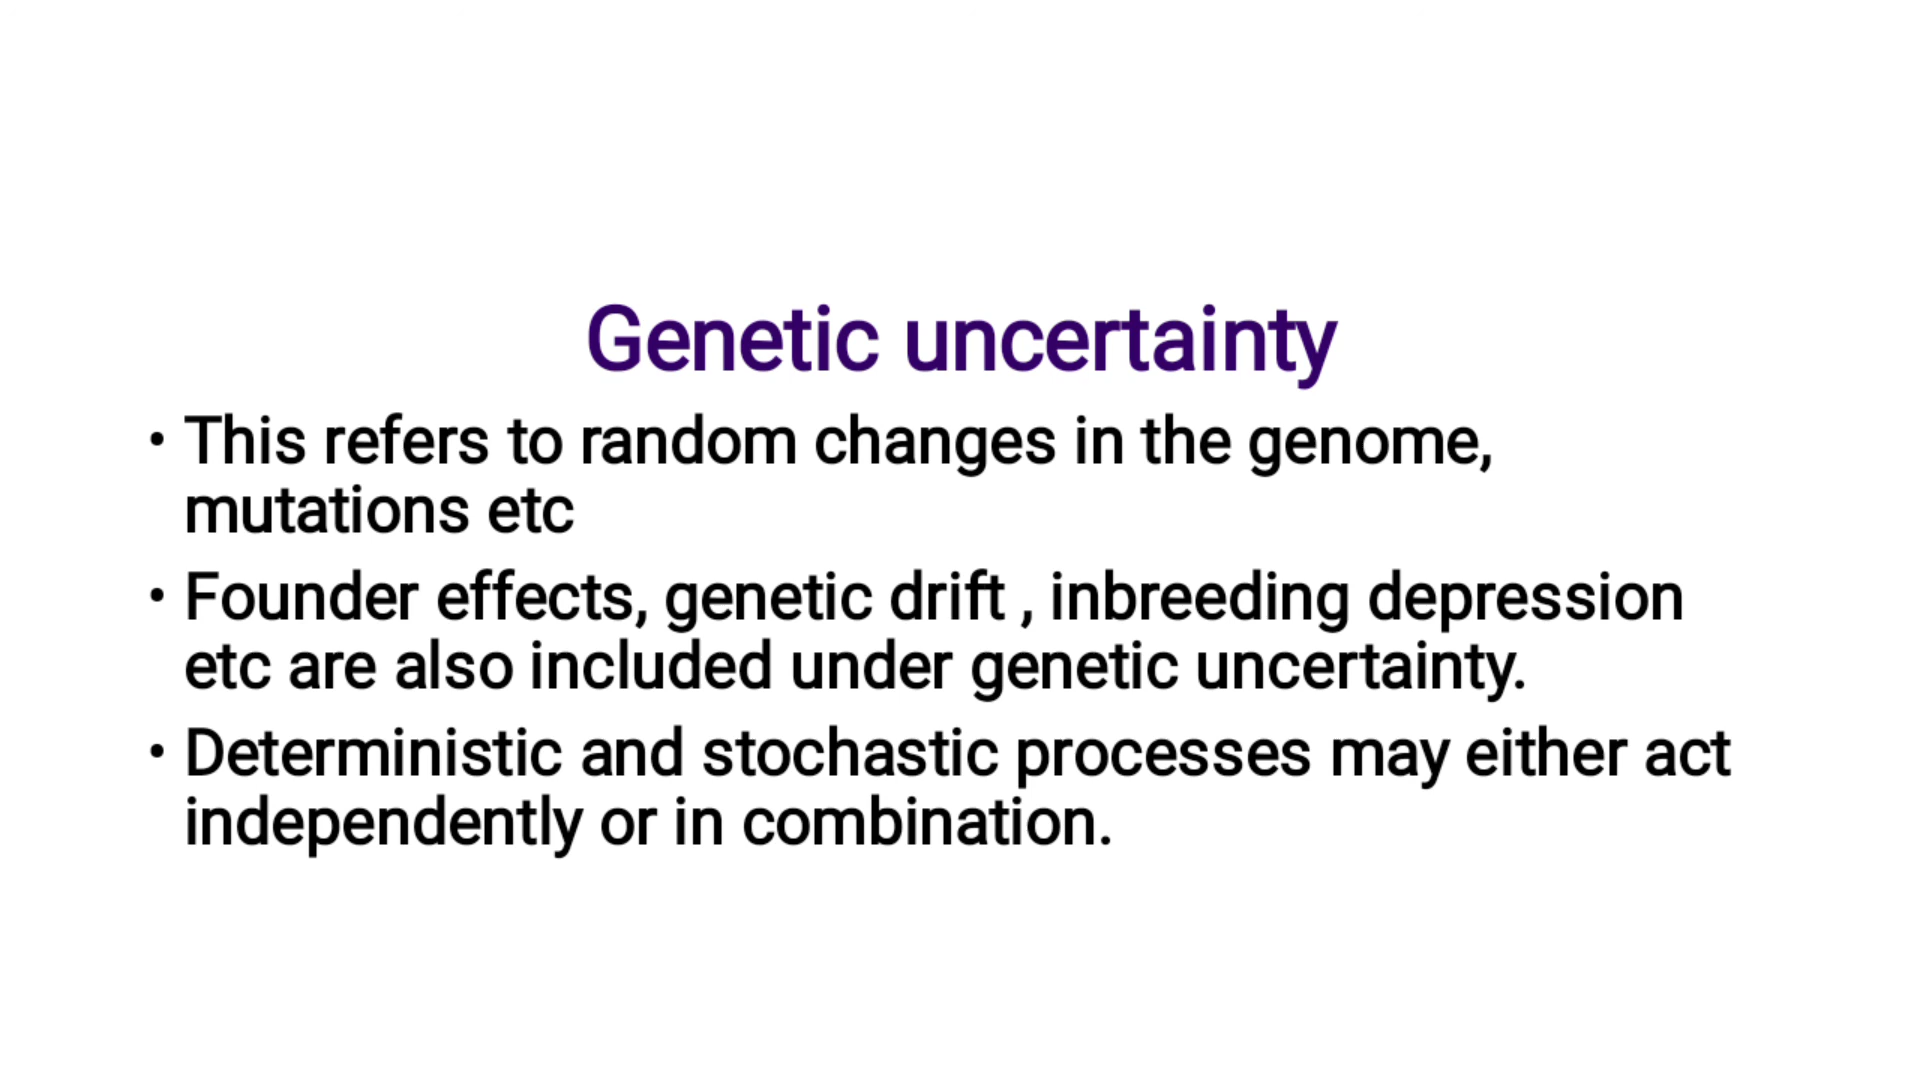 Genetic uncertainty
• This refers to random changes in the genome,
mutations etc
• Founder effects, genetic drift , inbreeding depression
etc are also included under genetic uncertainty.
• Deterministic and stochastic processes may either act
independently or in combination.